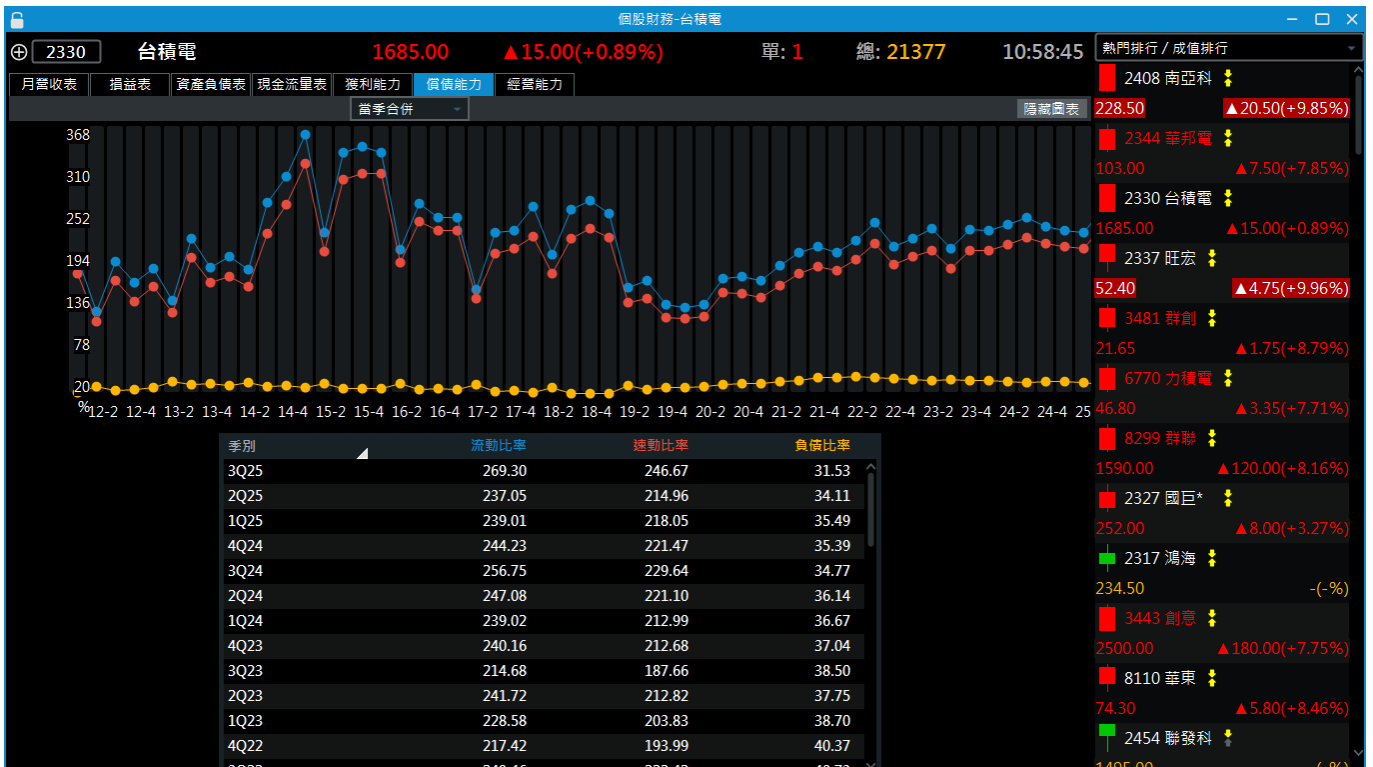 個股財務-台積電
2330 台積電 1685.00 ▲15.00(+0.89%) 單: 1 總: 21377 10:58:45
月營收表 損益表 資產負債表 現金流量表 獲利能力 償債能力 經營能力
當季合併 隱藏圖表
368
310
252
194
136
78
20
%
12-2 12-4 13-2 13-4 14-2 14-4 15-2 15-4 16-2 16-4 17-2 17-4 18-2 18-4 19-2 19-4 20-2 20-4 21-2 21-4 22-2 22-4 23-2 23-4 24-2 24-4 25
季別 流動比率 速動比率 負債比率
3Q25 269.30 246.67 31.53
2Q25 237.05 214.96 34.11
1Q25 239.01 218.05 35.49
4Q24 244.23 221.47 35.39
3Q24 256.75 229.64 34.77
2Q24 247.08 221.10 36.14
1Q24 239.02 212.99 36.67
4Q23 240.16 212.68 37.04
3Q23 214.68 187.66 38.50
2Q23 241.72 212.82 37.75
1Q23 228.58 203.83 38.70
4Q22 217.42 193.99 40.37
熱門排行 / 成值排行
2408 南亞科
228.50 ▲20.50(+9.85%)
2344 華邦電
103.00 ▲7.50(+7.85%)
2330 台積電
1685.00 ▲15.00(+0.89%)
2337 旺宏
52.40 ▲4.75(+9.96%)
3481 群創
21.65 ▲1.75(+8.79%)
6770 力積電
46.80 ▲3.35(+7.71%)
8299 群聯
1590.00 ▲120.00(+8.16%)
2327 國巨*
252.00 ▲8.00(+3.27%)
2317 鴻海
234.50 -(-%)
3443 創意
2500.00 ▲180.00(+7.75%)
8110 華東
74.30 ▲5.80(+8.46%)
2454 聯發科